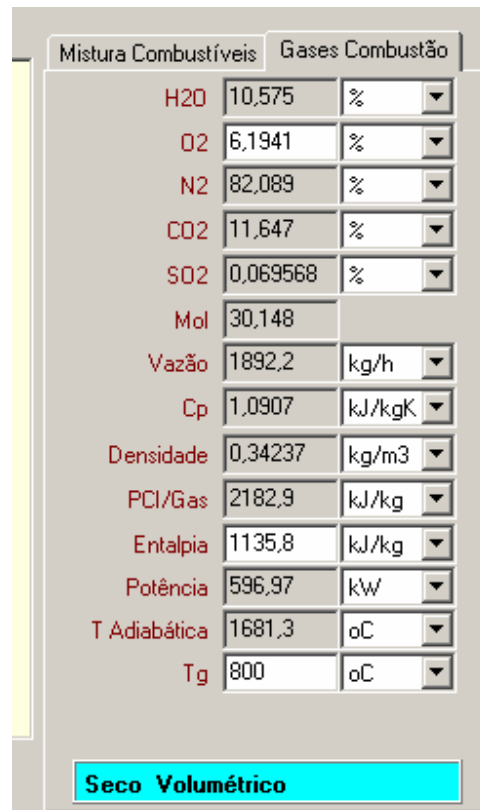 Mistura Combustíveis Gases Combustão
H2O 10,575 %
O2 6,1941 %
N2 82,089 %
CO2 11,647 %
SO2 0,069568 %
Mol 30,148
Vazão 1892,2 kg/h
Cp 1,0907 kJ/kgK
Densidade 0,34237 kg/m3
PCI/Gas 2182,9 kJ/kg
Entalpia 1135,8 kJ/kg
Potência 596,97 kW
T Adiabática 1681,3 oC
Tg 800 oC
Seco Volumétrico